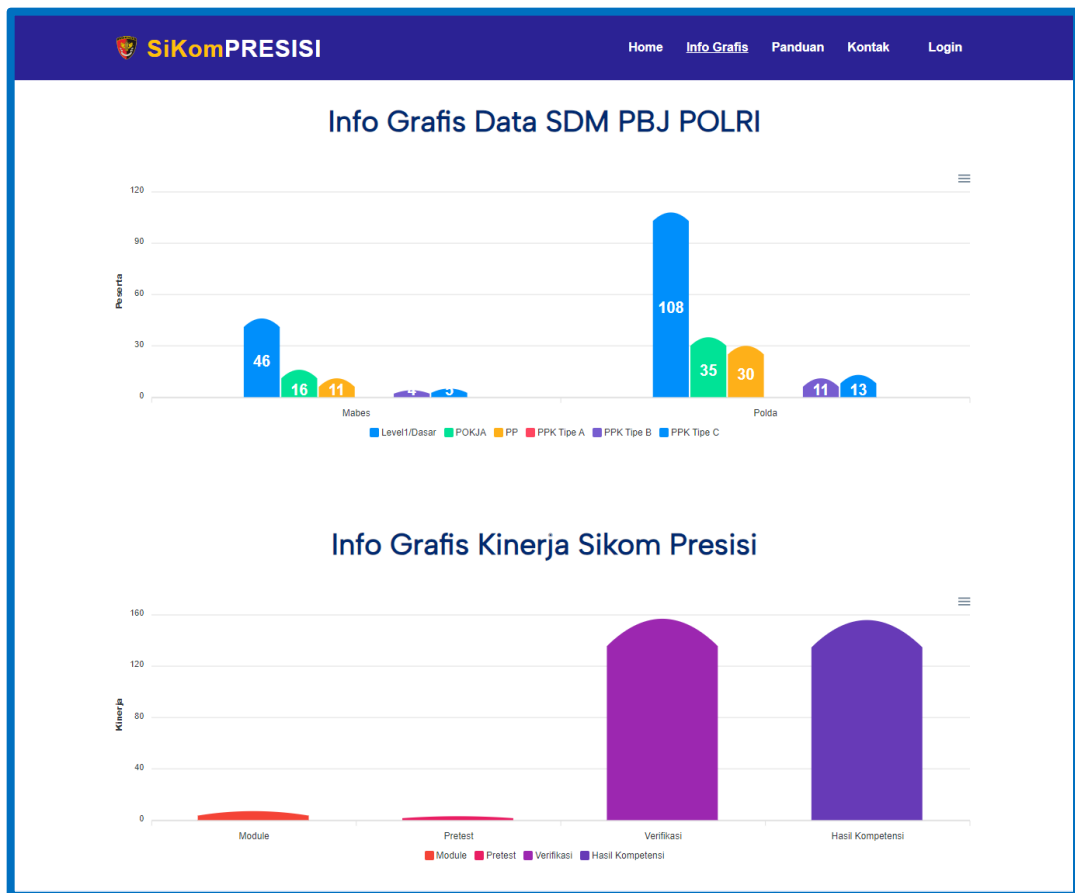 SiKomPRESISI
Home Info Grafis Panduan Kontak Login
Info Grafis Data SDM PBJ POLRI
120
90
60
30
0
Peserta
46
16
11
4
5
108
35
30
11
13
Mabes
Polda
Level1/Dasar POKJA PP PPK Tipe A PPK Tipe B PPK Tipe C
Info Grafis Kinerja Sikom Presisi
160
120
80
40
0
Kinerja
Module
Pretest
Verifikasi
Hasil Kompetensi
Module Pretest Verifikasi Hasil Kompetensi